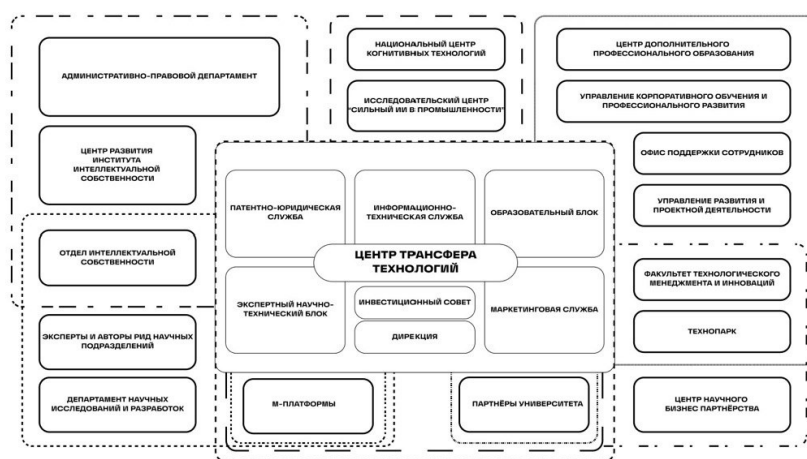 АДМИНИСТРАТИВНО-ПРАВОВОЙ ДЕПАРТАМЕНТ
ЦЕНТР РАЗВИТИЯ
ИНСТИТУТА
ИНТЕЛЛЕКТУАЛЬНОЙ
СОБСТВЕННОСТИ
ОТДЕЛ ИНТЕЛЛЕКТУАЛЬНОЙ
СОБСТВЕННОСТИ
ЭКСПЕРТЫ И АВТОРЫ РИД НАУЧНЫХ
ПОДРАЗДЕЛЕНИЙ
ДЕПАРТАМЕНТ НАУЧНЫХ
ИССЛЕДОВАНИЙ И РАЗРАБОТОК
НАЦИОНАЛЬНЫЙ ЦЕНТР
КОГНИТИВНЫХ ТЕХНОЛОГИЙ
ИССЛЕДОВАТЕЛЬСКИЙ ЦЕНТР
"СИЛЬНЫЙ ИИ В ПРОМЫШЛЕННОСТИ"
ПАТЕНТНО-ЮРИДИЧЕСКАЯ
СЛУЖБА
ИНФОРМАЦИОННО-
ТЕХНИЧЕСКАЯ СЛУЖБА
ОБРАЗОВАТЕЛЬНЫЙ БЛОК
ЦЕНТР ТРАНСФЕРА
ТЕХНОЛОГИЙ
ЭКСПЕРТНЫЙ НАУЧНО-
ТЕХНИЧЕСКИЙ БЛОК
ИНВЕСТИЦИОННЫЙ СОВЕТ
ДИРЕКЦИЯ
МАРКЕТИНГОВАЯ СЛУЖБА
М-ПЛАТФОРМЫ
ПАРТНЁРЫ УНИВЕРСИТЕТА
ЦЕНТР ДОПОЛНИТЕЛЬНОГО
ПРОФЕССИОНАЛЬНОГО ОБРАЗОВАНИЯ
УПРАВЛЕНИЕ КОРПОРАТИВНОГО ОБУЧЕНИЯ И
ПРОФЕССИОНАЛЬНОГО РАЗВИТИЯ
ОФИС ПОДДЕРЖКИ СОТРУДНИКОВ
УПРАВЛЕНИЕ РАЗВИТИЯ И
ПРОЕКТНОЙ ДЕЯТЕЛЬНОСТИ
ФАКУЛЬТЕТ ТЕХНОЛОГИЧЕСКОГО
МЕНЕДЖМЕНТА И ИННОВАЦИЙ
ТЕХНОПАРК
ЦЕНТР НАУЧНОГО
БИЗНЕС ПАРТНЁРСТВА